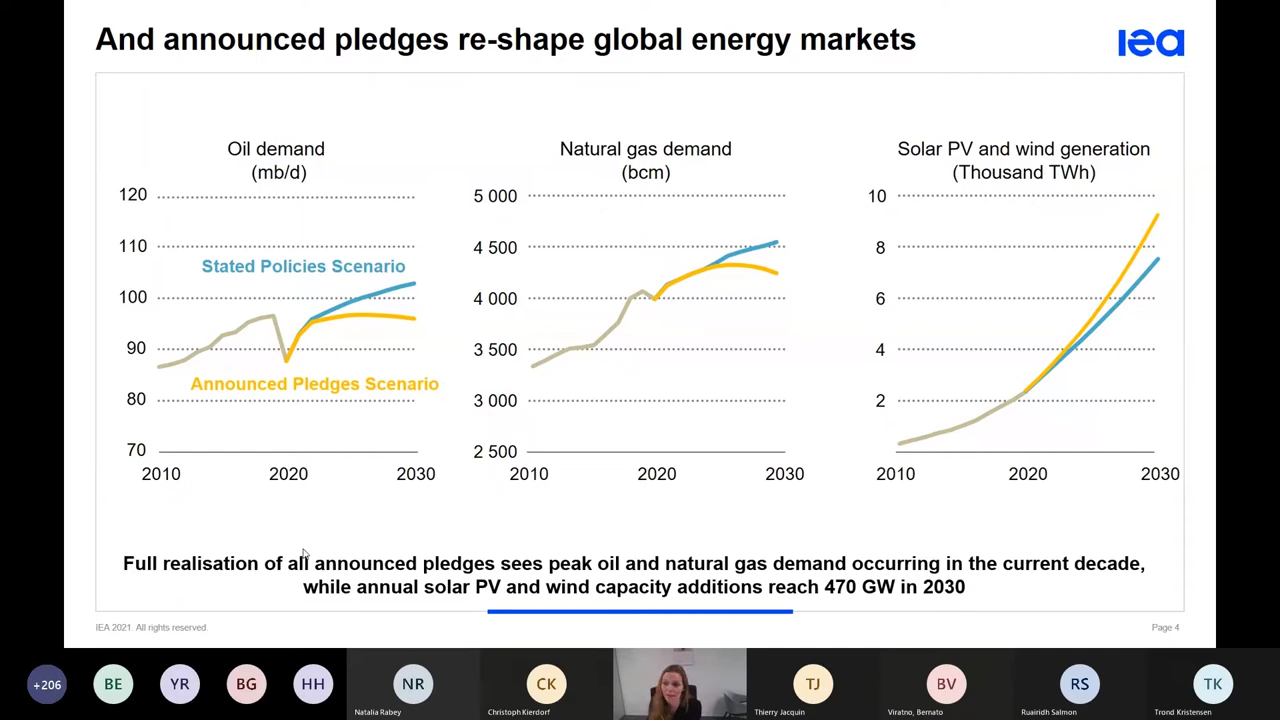 And announced pledges re-shape global energy markets
iea
Oil demand
(mb/d)
120
110
100
90
80
70
2010
2020
2030
Stated Policies Scenario
Announced Pledges Scenario
Natural gas demand
(bcm)
5 000
4 500
4 000
3 500
3 000
2 500
2010
2020
2030
Solar PV and wind generation
(Thousand TWh)
10
8
6
4
2
2010
2020
2030
Full realisation of all announced pledges sees peak oil and natural gas demand occurring in the current decade,
while annual solar PV and wind capacity additions reach 470 GW in 2030
IEA 2021. All rights reserved.
Page 4
+206
BE
YR
BG
HH
NR
Natalia Rabey
CK
Christoph Kierdorf
TJ
Thierry Jacquin
BV
Viratno, Bernato
RS
Ruairidh Salmon
TK
Trond Kristensen